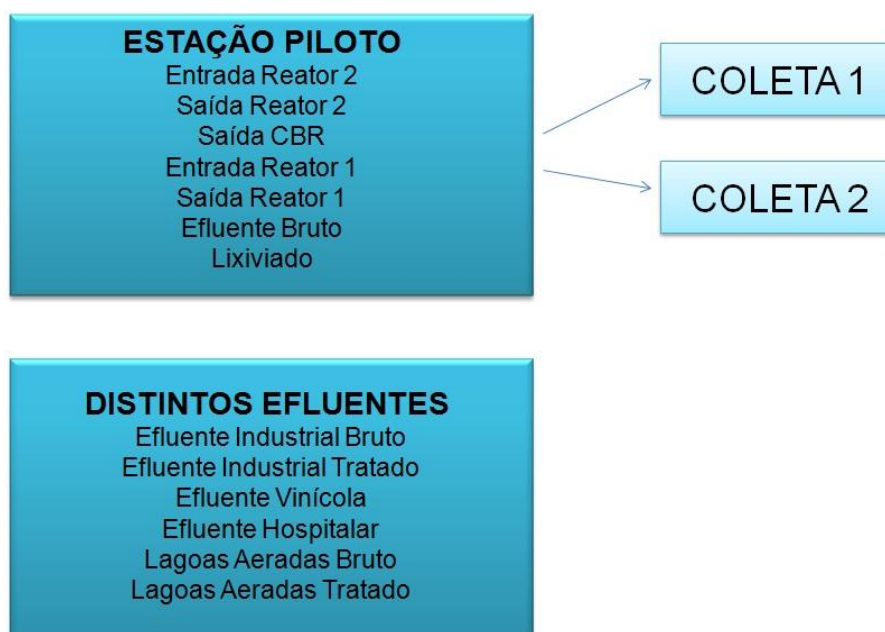 ESTAÇÃO PILOTO
Entrada Reator 2
Saída Reator 2
Saída CBR
Entrada Reator 1
Saída Reator 1
Efluente Bruto
Lixiviado
COLETA 1
COLETA 2
DISTINTOS EFLUENTES
Efluente Industrial Bruto
Efluente Industrial Tratado
Efluente Vinícola
Efluente Hospitalar
Lagoas Aeradas Bruto
Lagoas Aeradas Tratado